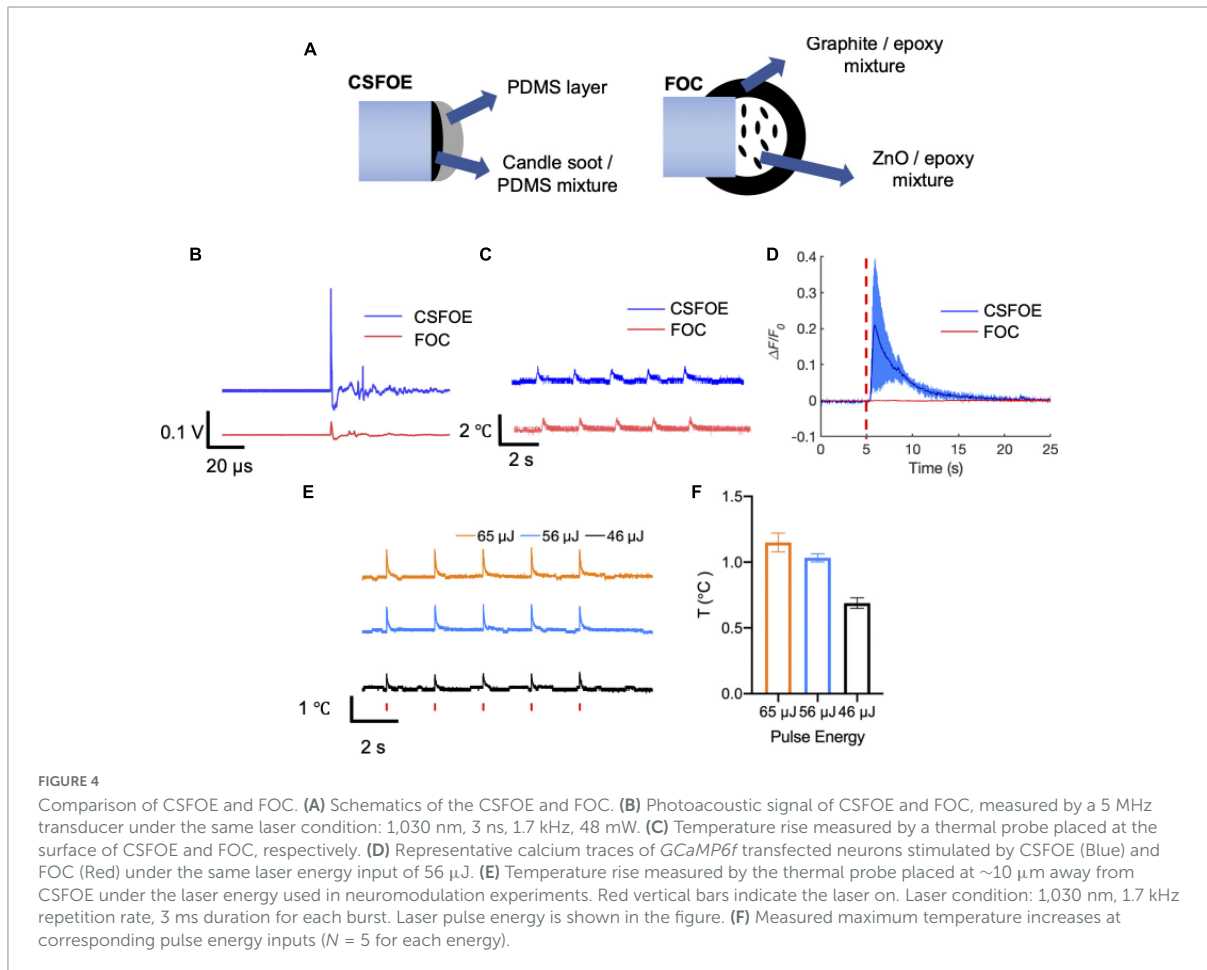 A
CSFOE
PDMS layer
Candle soot /
PDMS mixture
FOC
Graphite / epoxy
mixture
ZnO / epoxy
mixture
B
CSFOE
FOC
0.1 V
20 µs
C
CSFOE
FOC
2 ℃
2 s
D
0.4
0.3
0.2
0.1
0
-0.1
ΔF/F0
CSFOE
FOC
0 5 10 15 20 25
Time (s)
E
65 µJ 56 µJ 46 µJ
1 ℃
2 s
F
1.5
1.0
0.5
0.0
T (°C)
65 µJ 56 µJ 46 µJ
Pulse Energy
FIGURE 4
Comparison of CSFOE and FOC. (A) Schematics of the CSFOE and FOC. (B) Photoacoustic signal of CSFOE and FOC, measured by a 5 MHz
transducer under the same laser condition: 1,030 nm, 3 ns, 1.7 kHz, 48 mW. (C) Temperature rise measured by a thermal probe placed at the
surface of CSFOE and FOC, respectively. (D) Representative calcium traces of GCaMP6f transfected neurons stimulated by CSFOE (Blue) and
FOC (Red) under the same laser energy input of 56 µJ. (E) Temperature rise measured by the thermal probe placed at ~10 µm away from
CSFOE under the laser energy used in neuromodulation experiments. Red vertical bars indicate the laser on. Laser condition: 1,030 nm, 1.7 kHz
repetition rate, 3 ms duration for each burst. Laser pulse energy is shown in the figure. (F) Measured maximum temperature increases at
corresponding pulse energy inputs (N = 5 for each energy).